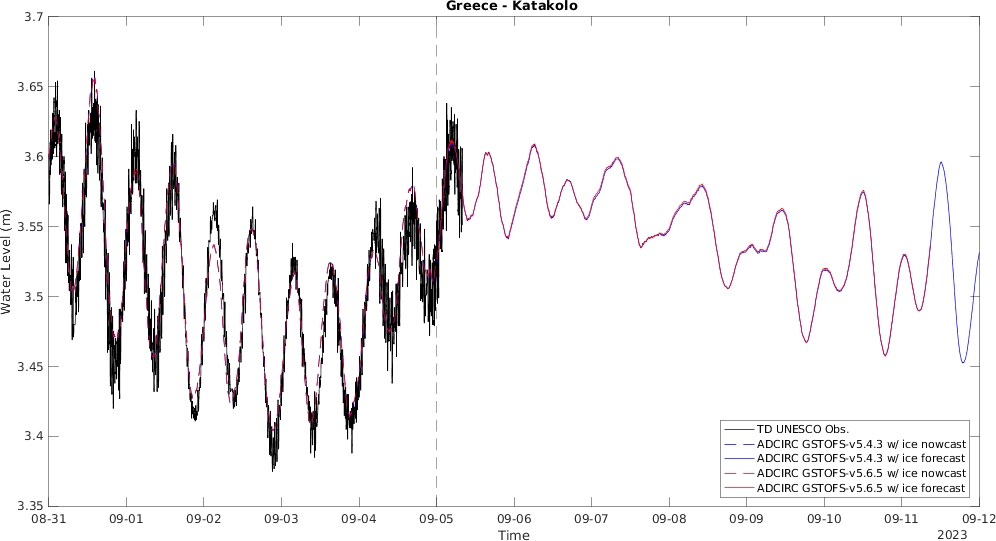 Greece - Katakolo
3.7
3.65
3.6
3.55
3.5
3.45
3.4
3.35
Water Level (m)
08-31 09-01 09-02 09-03 09-04 09-05 09-06 09-07 09-08 09-09 09-10 09-11 09-12
Time
2023
TD UNESCO Obs.
ADCIRC GSTOFS-v5.4.3 w/ ice nowcast
ADCIRC GSTOFS-v5.4.3 w/ ice forecast
ADCIRC GSTOFS-v5.6.5 w/ ice nowcast
ADCIRC GSTOFS-v5.6.5 w/ ice forecast